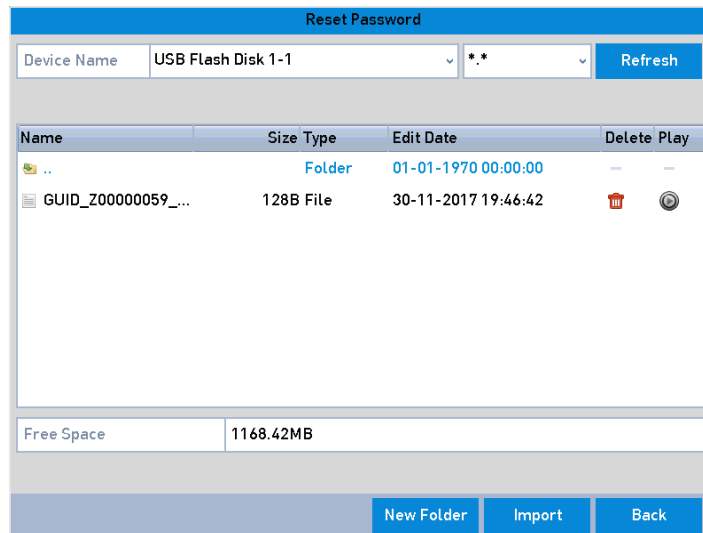 Reset Password
Device Name USB Flash Disk 1-1 *.* Refresh
Name Size Type Edit Date Delete Play
.. Folder 01-01-1970 00:00:00 — —
GUID_Z00000059_... 128B File 30-11-2017 19:46:42
Free Space 1168.42MB
New Folder Import Back